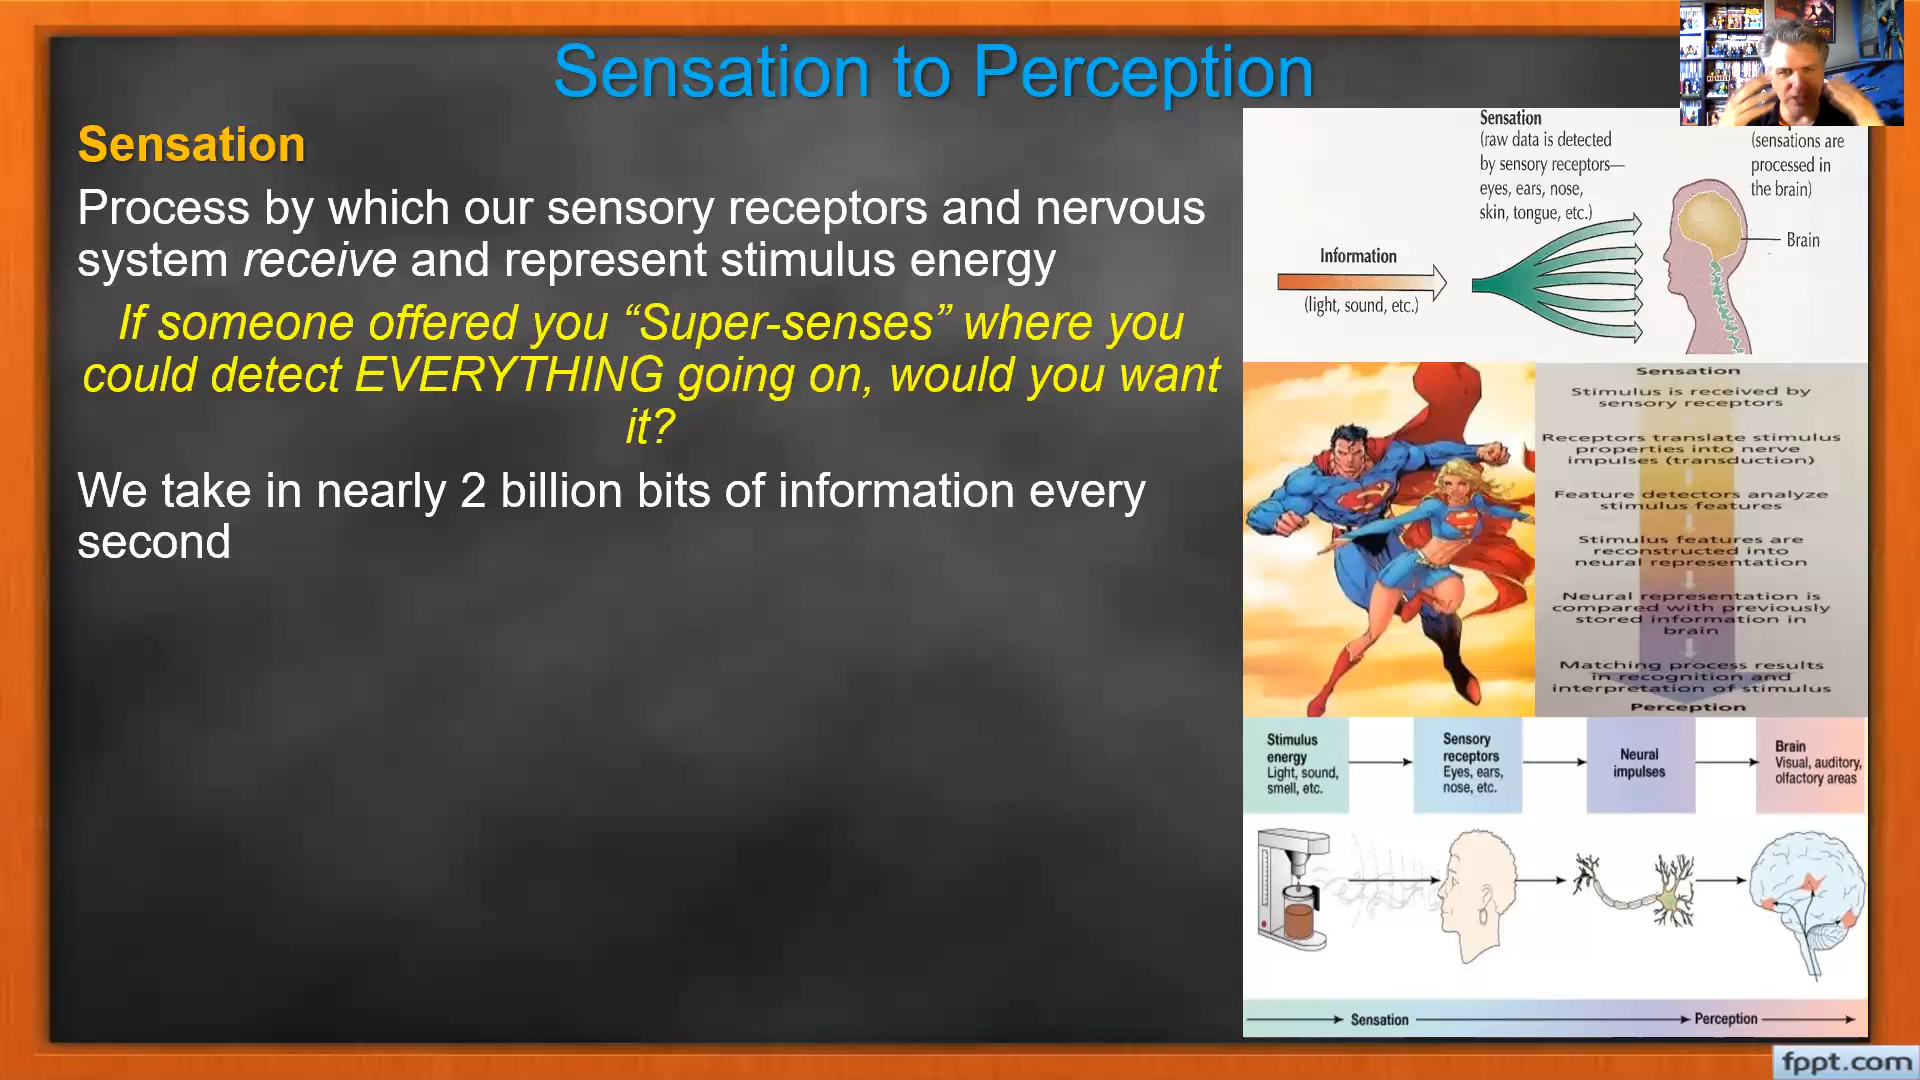 Sensation to Perception
Sensation
Process by which our sensory receptors and nervous
system receive and represent stimulus energy
If someone offered you “Super-senses” where you
could detect EVERYTHING going on, would you want
it?
We take in nearly 2 billion bits of information every
second
Sensation
(raw data is detected
by sensory receptors—
eyes, ears, nose,
skin, tongue, etc.)
(sensations are
processed in
the brain)
Brain
Information
(light, sound, etc.)
Sensation
Stimulus is received by
sensory receptors
Receptors translate stimulus
properties into nerve
impulses (transduction)
Feature detectors analyze
stimulus features
Stimulus features are
reconstructed into
neural representation
Neural representation is
compared with previously
stored information in
brain
Matching process results
in recognition and
interpretation of stimulus
Perception
Stimulus
energy
Light, sound,
smell, etc.
Sensory
receptors
Eyes, ears,
nose, etc.
Neural
impulses
Brain
Visual, auditory,
olfactory areas
Sensation
Perception
fppt.com